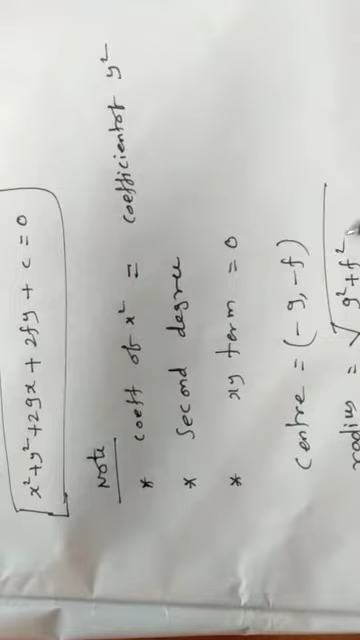 x²+y²+2gx+2fy+c=0
Note
* coeff of x² = coefficient of y²
* Second degree
* xy term = 0
Centre = (-g, -f)
radius = √g²+f²